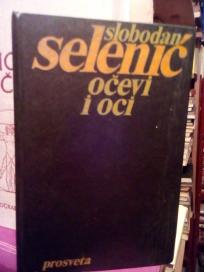 slobodan
selenić
očevi
i oci
prosveta